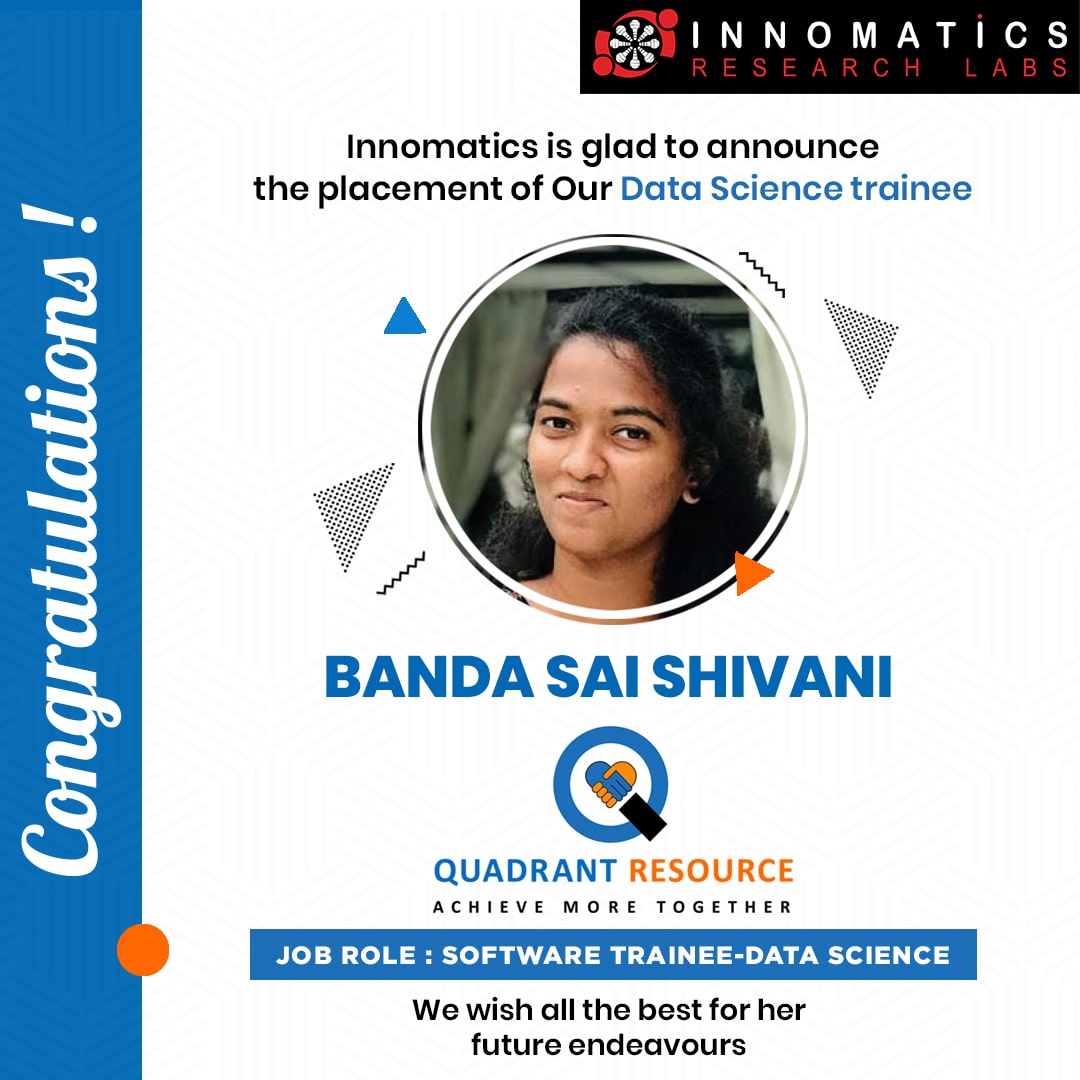 INNOMATICS
RESEARCH LABS
Innomatics is glad to announce
the placement of Our Data Science trainee
Congratulations !
BANDA SAI SHIVANI
QUADRANT RESOURCE
ACHIEVE MORE TOGETHER
JOB ROLE : SOFTWARE TRAINEE-DATA SCIENCE
We wish all the best for her
future endeavours